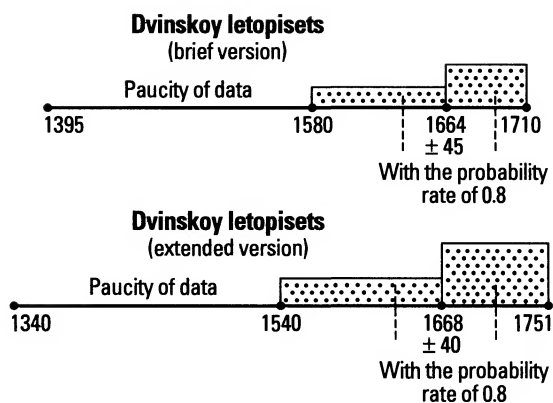 Dvinskoy letopisets
(brief version)
Paucity of data
1395 1580 1664 1710
± 45
With the probability
rate of 0.8
Dvinskoy letopisets
(extended version)
Paucity of data
1340 1540 1668 1751
± 40
With the probability
rate of 0.8